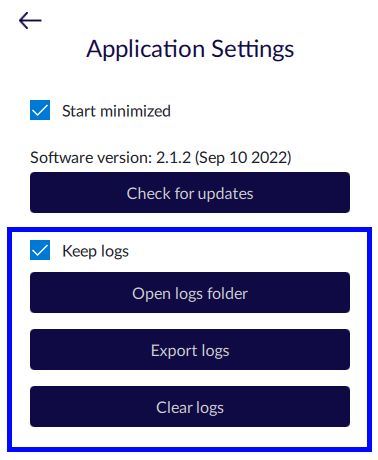 Application Settings
Start minimized
Software version: 2.1.2 (Sep 10 2022)
Check for updates
Keep logs
Open logs folder
Export logs
Clear logs